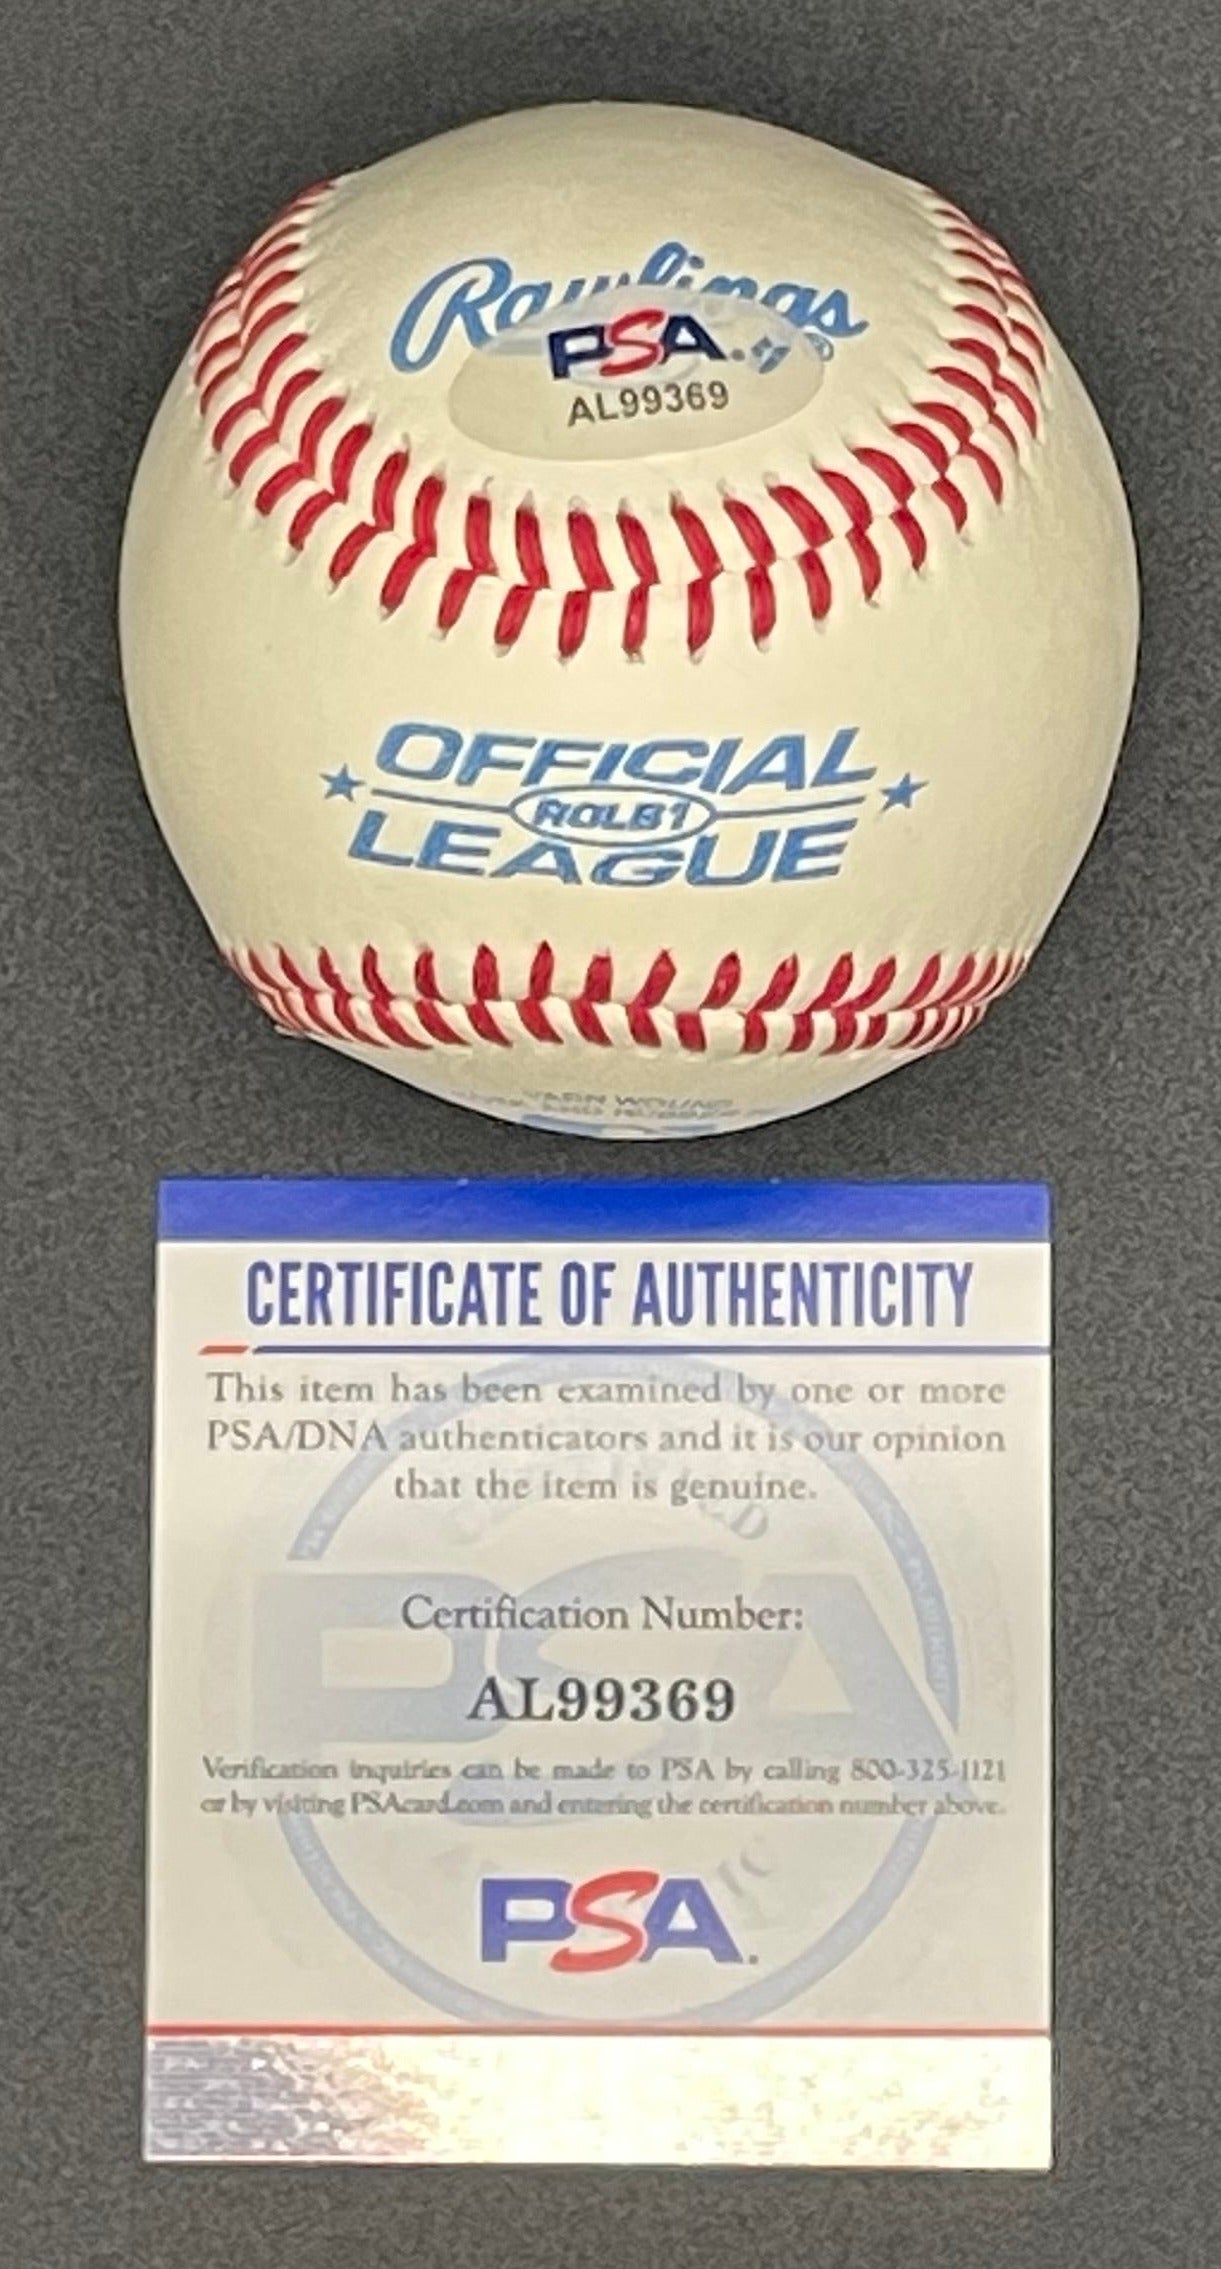 Rawlings
PSA
AL99369
OFFICIAL
ROLB1
LEAGUE
YARN WOUND
CERTIFICATE OF AUTHENTICITY
This item has been examined by one or more
PSA/DNA authenticators and it is our opinion
that the item is genuine.
Certification Number:
AL99369
Verification inquiries can be made to PSA by calling 800-325-1121
or by visiting PSAcard.com and entering the certification number above.
PSA